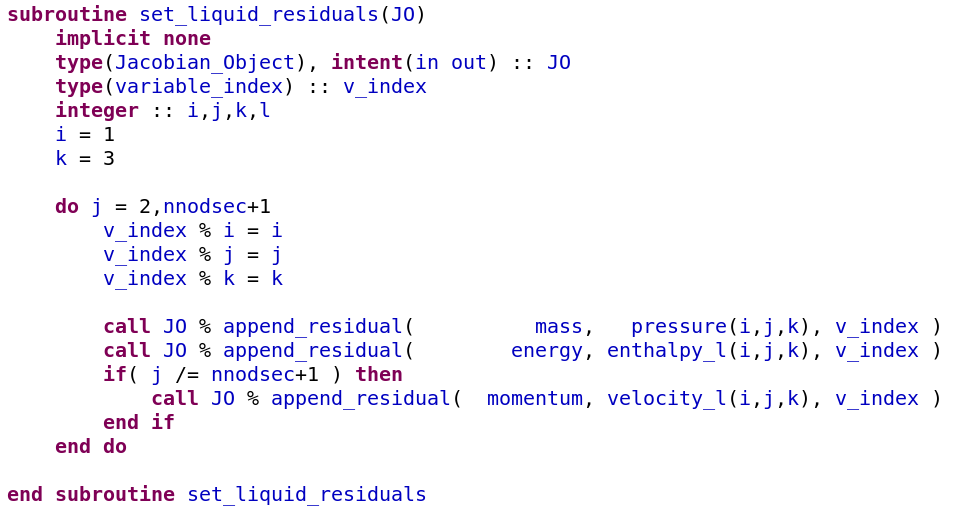 subroutine set_liquid_residuals(JO)
    implicit none
    type(Jacobian_Object), intent(in out) :: JO
    type(variable_index) :: v_index
    integer :: i,j,k,l
    i = 1
    k = 3

    do j = 2,nnodsec+1
        v_index % i = i
        v_index % j = j
        v_index % k = k

        call JO % append_residual(          mass,   pressure(i,j,k), v_index )
        call JO % append_residual(        energy, enthalpy_l(i,j,k), v_index )
        if( j /= nnodsec+1 ) then
            call JO % append_residual(  momentum, velocity_l(i,j,k), v_index )
        end if
    end do

end subroutine set_liquid_residuals